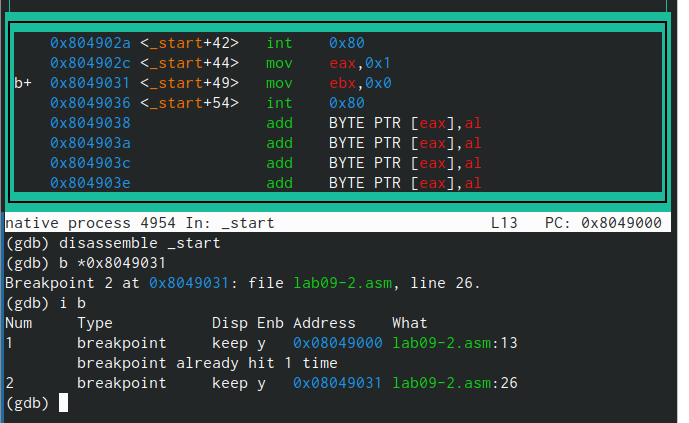 0x804902a <_start+42> int 0x80
0x804902c <_start+44> mov eax,0x1
b+ 0x8049031 <_start+49> mov ebx,0x0
0x8049036 <_start+54> int 0x80
0x8049038 add BYTE PTR [eax],al
0x804903a add BYTE PTR [eax],al
0x804903c add BYTE PTR [eax],al
0x804903e add BYTE PTR [eax],al
native process 4954 In: _start L13 PC: 0x8049000
(gdb) disassemble _start
(gdb) b *0x8049031
Breakpoint 2 at 0x8049031: file lab09-2.asm, line 26.
(gdb) i b
Num Type Disp Enb Address What
1 breakpoint keep y 0x08049000 lab09-2.asm:13
breakpoint already hit 1 time
2 breakpoint keep y 0x08049031 lab09-2.asm:26
(gdb)